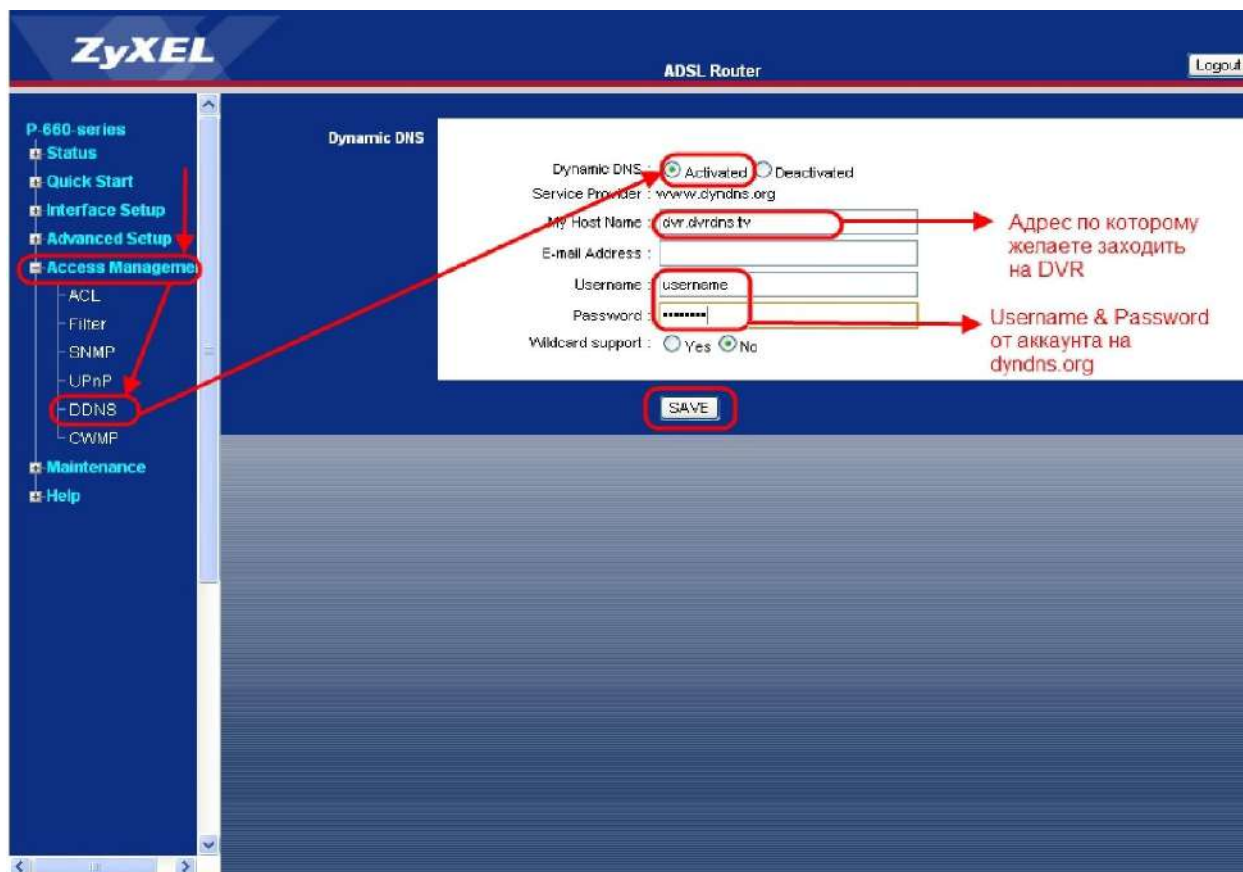 ZyXEL
ADSL Router
Logout
P-660-series
Status
Quick Start
Interface Setup
Advanced Setup
Access Manageme
ACL
Filter
SNMP
UPnP
DDNS
CWMP
Maintenance
Help
Dynamic DNS
Dynamic DNS : Activated Deactivated
Service Provider : www.dyndns.org
My Host Name : dvr.dvrdns.tv
E-mail Address :
Username : username
Password : ••••••••
Wildcard support : Yes No
SAVE
Адрес по которому
желаете заходить
на DVR
Username & Password
от аккаунта на
dyndns.org